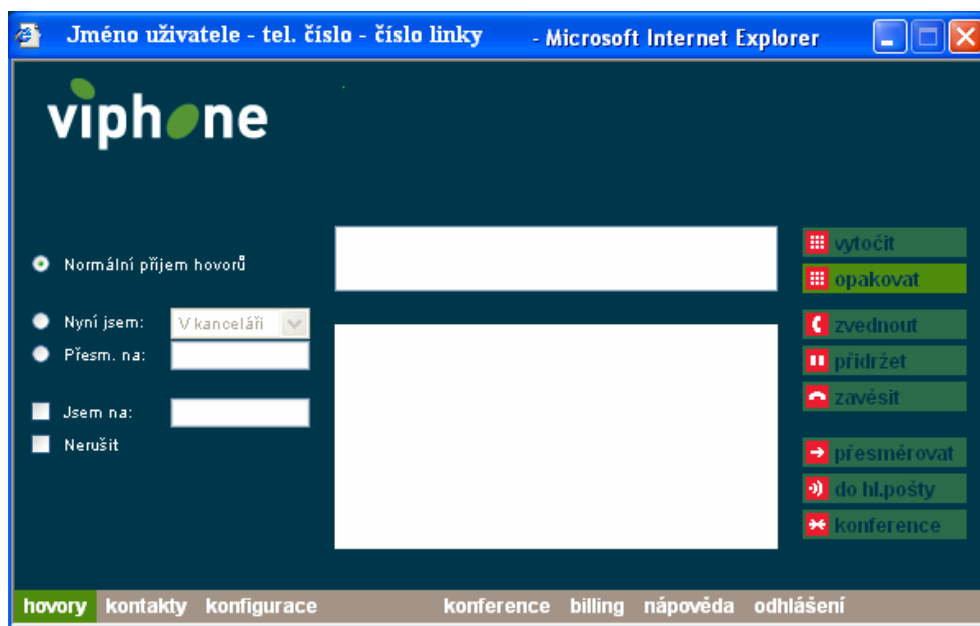 Jméno uživatele - tel. číslo - číslo linky - Microsoft Internet Explorer
viphone
Normální příjem hovorů
Nyní jsem: V kanceláři
Přesm. na:
Jsem na:
Nerušit
vytočit
opakovat
zvednout
přidržet
zavěsit
přesměrovat
do hl.pošty
konference
hovory kontakty konfigurace konference billing nápověda odhlášení